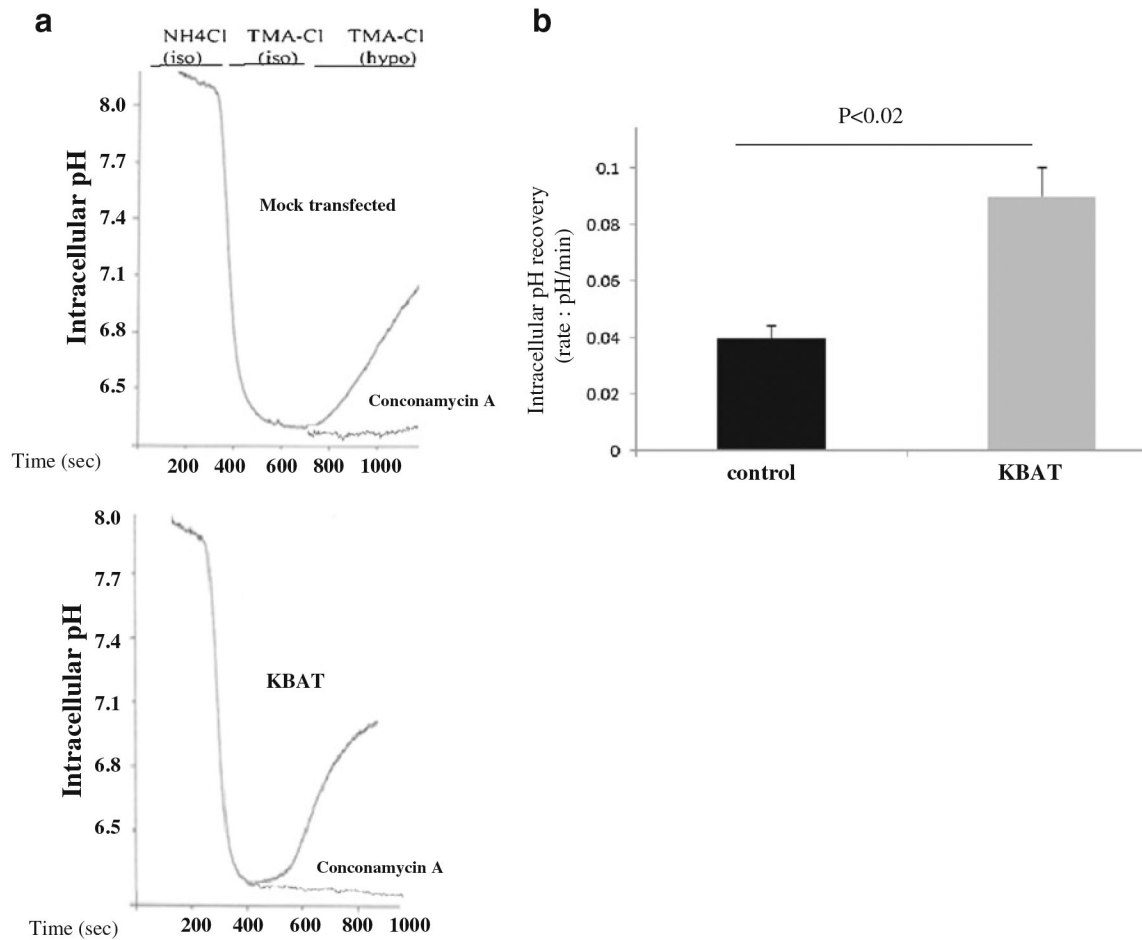 a
NH4Cl TMA-Cl TMA-Cl
(iso) (iso) (hypo)
8.0
7.7
7.4
7.1
6.8
6.5
Intracellular pH
Mock transfected
Conconamycin A
Time (sec) 200 400 600 800 1000
8.0
7.7
7.4
7.1
6.8
6.5
Intracellular pH
KBAT
Conconamycin A
Time (sec) 200 400 600 800 1000
b
P<0.02
Intracellular pH recovery
(rate : pH/min)
0.1
0.08
0.06
0.04
0.02
0
control KBAT